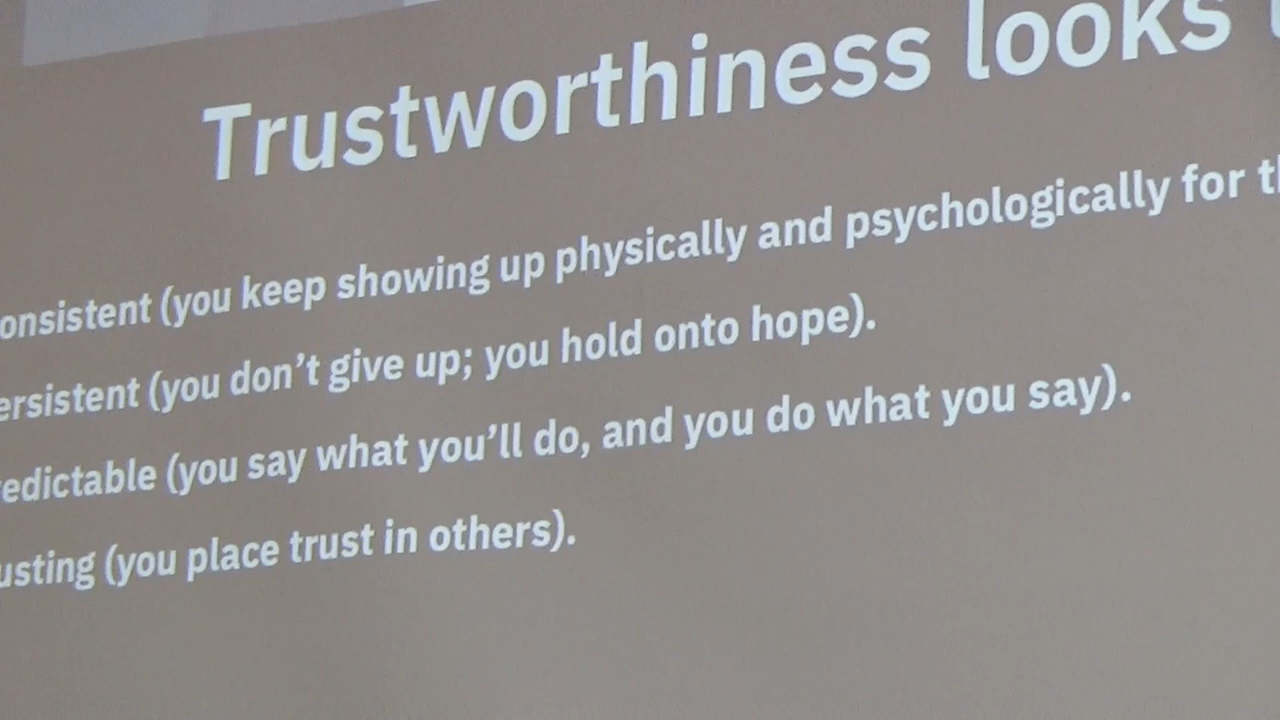 Trustworthiness looks
onsistent (you keep showing up physically and psychologically for th
ersistent (you don't give up; you hold onto hope).
redictable (you say what you'll do, and you do what you say).
usting (you place trust in others).